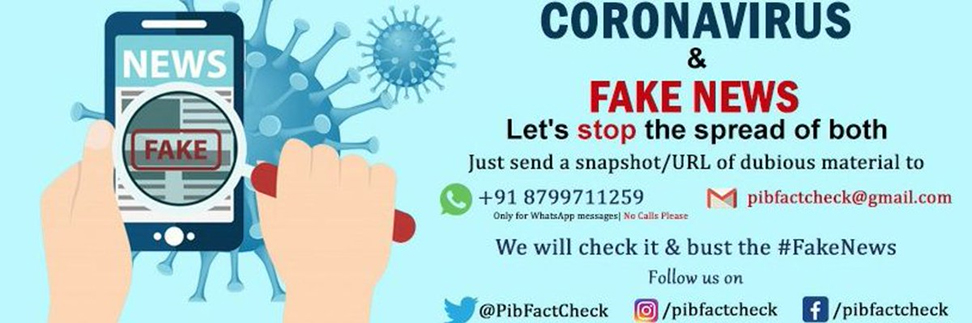 NEWS
FAKE
CORONAVIRUS
&
FAKE NEWS
Let's stop the spread of both
Just send a snapshot/URL of dubious material to
+91 8799711259 pibfactcheck@gmail.com
Only for WhatsApp messages| No Calls Please
We will check it & bust the #FakeNews
Follow us on
@PibFactCheck /pibfactcheck /pibfactcheck